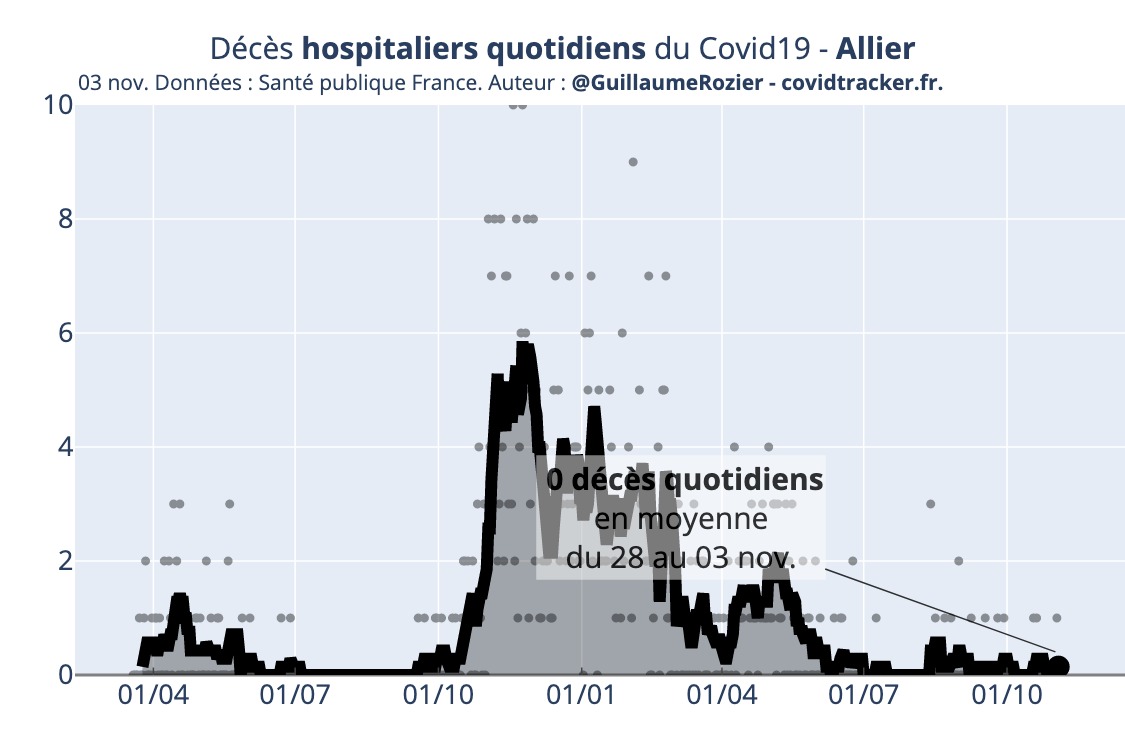 Décès hospitaliers quotidiens du Covid19 - Allier
03 nov. Données : Santé publique France. Auteur : @GuillaumeRozier - covidtracker.fr.
10
8
6
4
2
0
0 décès quotidiens
en moyenne
du 28 au 03 nov.
01/04 01/07 01/10 01/01 01/04 01/07 01/10